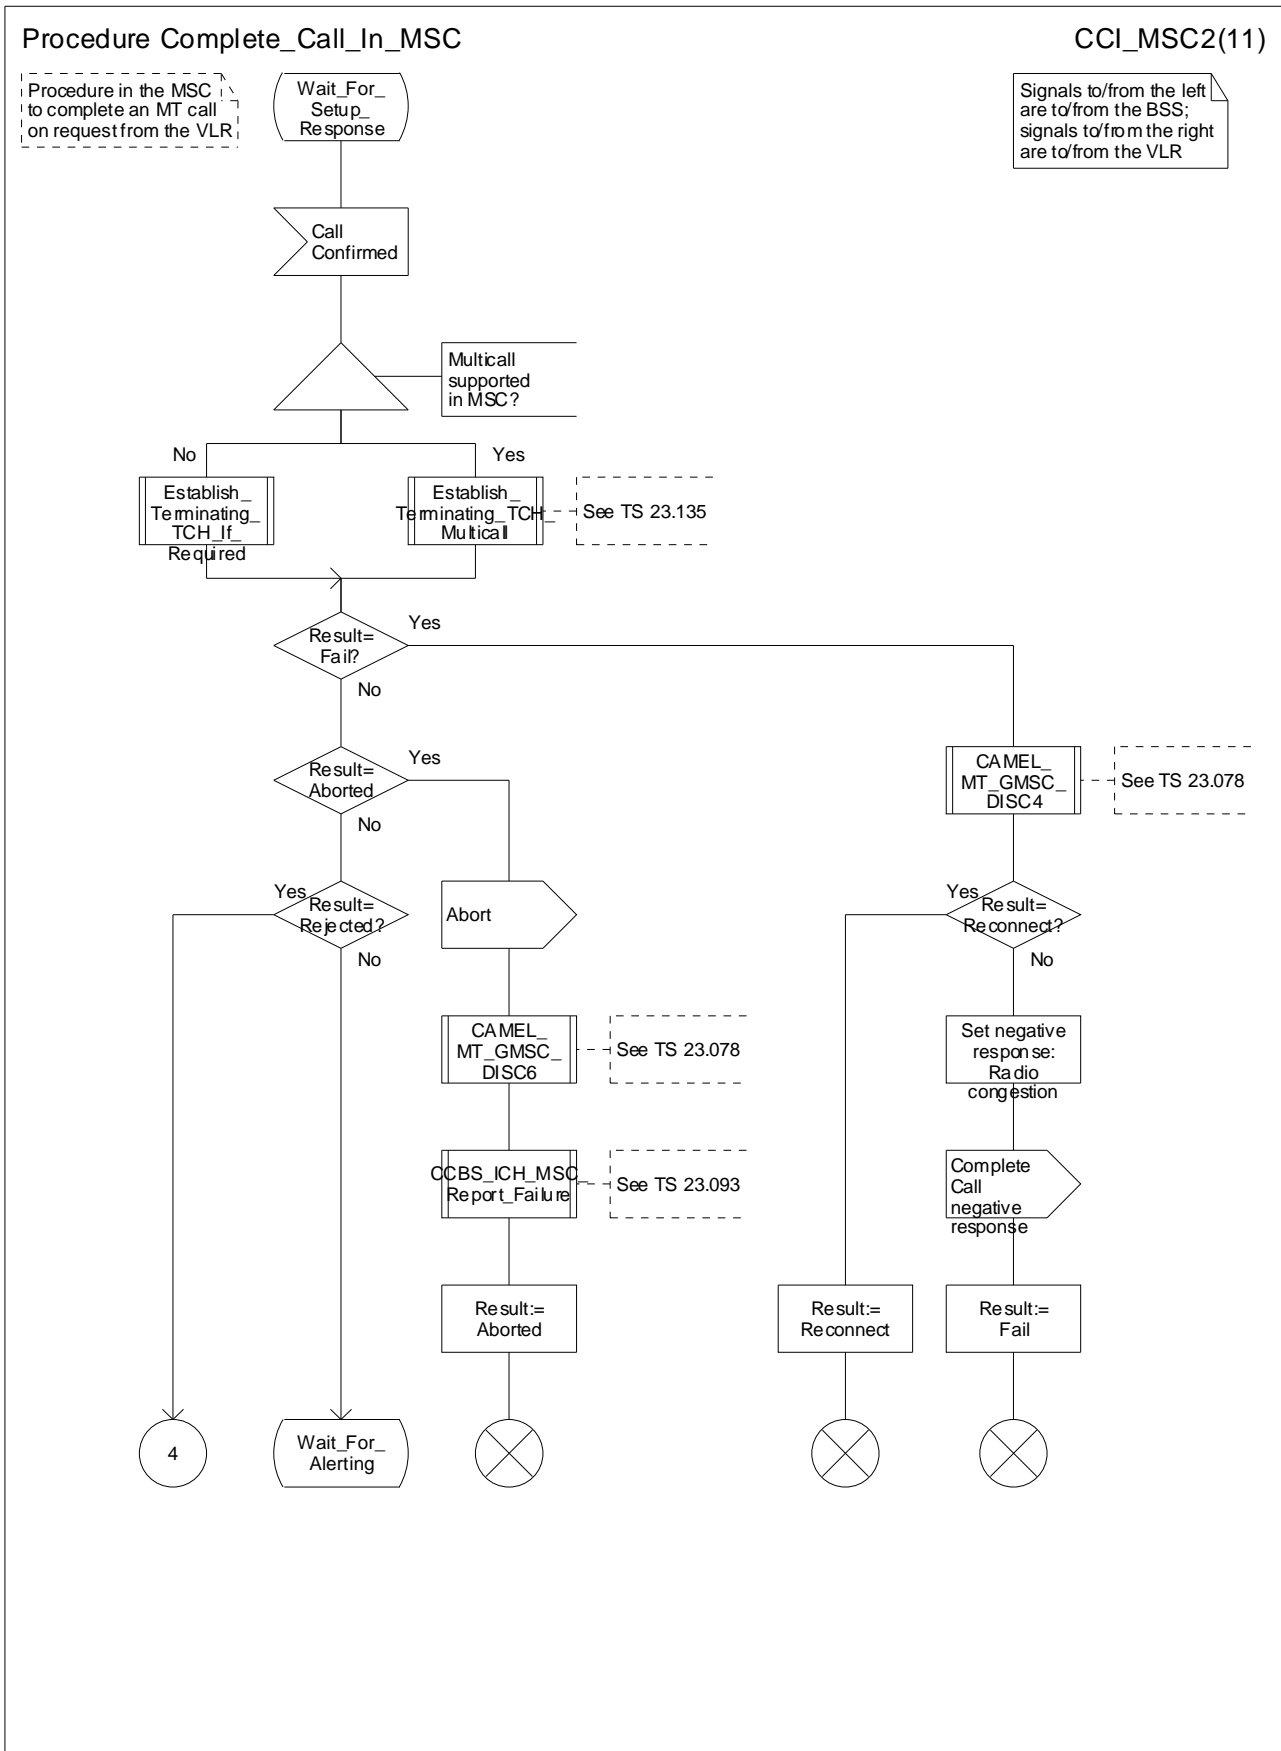 Procedure Complete_Call_In_MSC
CCI_MSC2(11)
Procedure in the MSC
to complete an MT call
on request from the VLR
Wait_For_
Setup_
Response
Signals to/from the left
are to/from the BSS;
signals to/from the right
are to/from the VLR
Call
Confirmed
Multicall
supported
in MSC?
No
Yes
Establish_
Terminating_
TCH_If_
Required
Establish_
Terminating_TCH_
Multicall
See TS 23.135
Result=
Fail?
Yes
No
Result=
Aborted
Yes
No
CAMEL_
MT_GMSC_
DISC4
See TS 23.078
Yes
Result=
Rejected?
No
Abort
Yes
Result=
Reconnect?
No
CAMEL_
MT_GMSC_
DISC6
See TS 23.078
Set negative
response:
Radio
congestion
CCBS_ICH_MSC_
Report_Failure
See TS 23.093
Complete
Call
negative
response
Result:=
Aborted
Result:=
Reconnect
Result:=
Fail
4
Wait_For_
Alerting